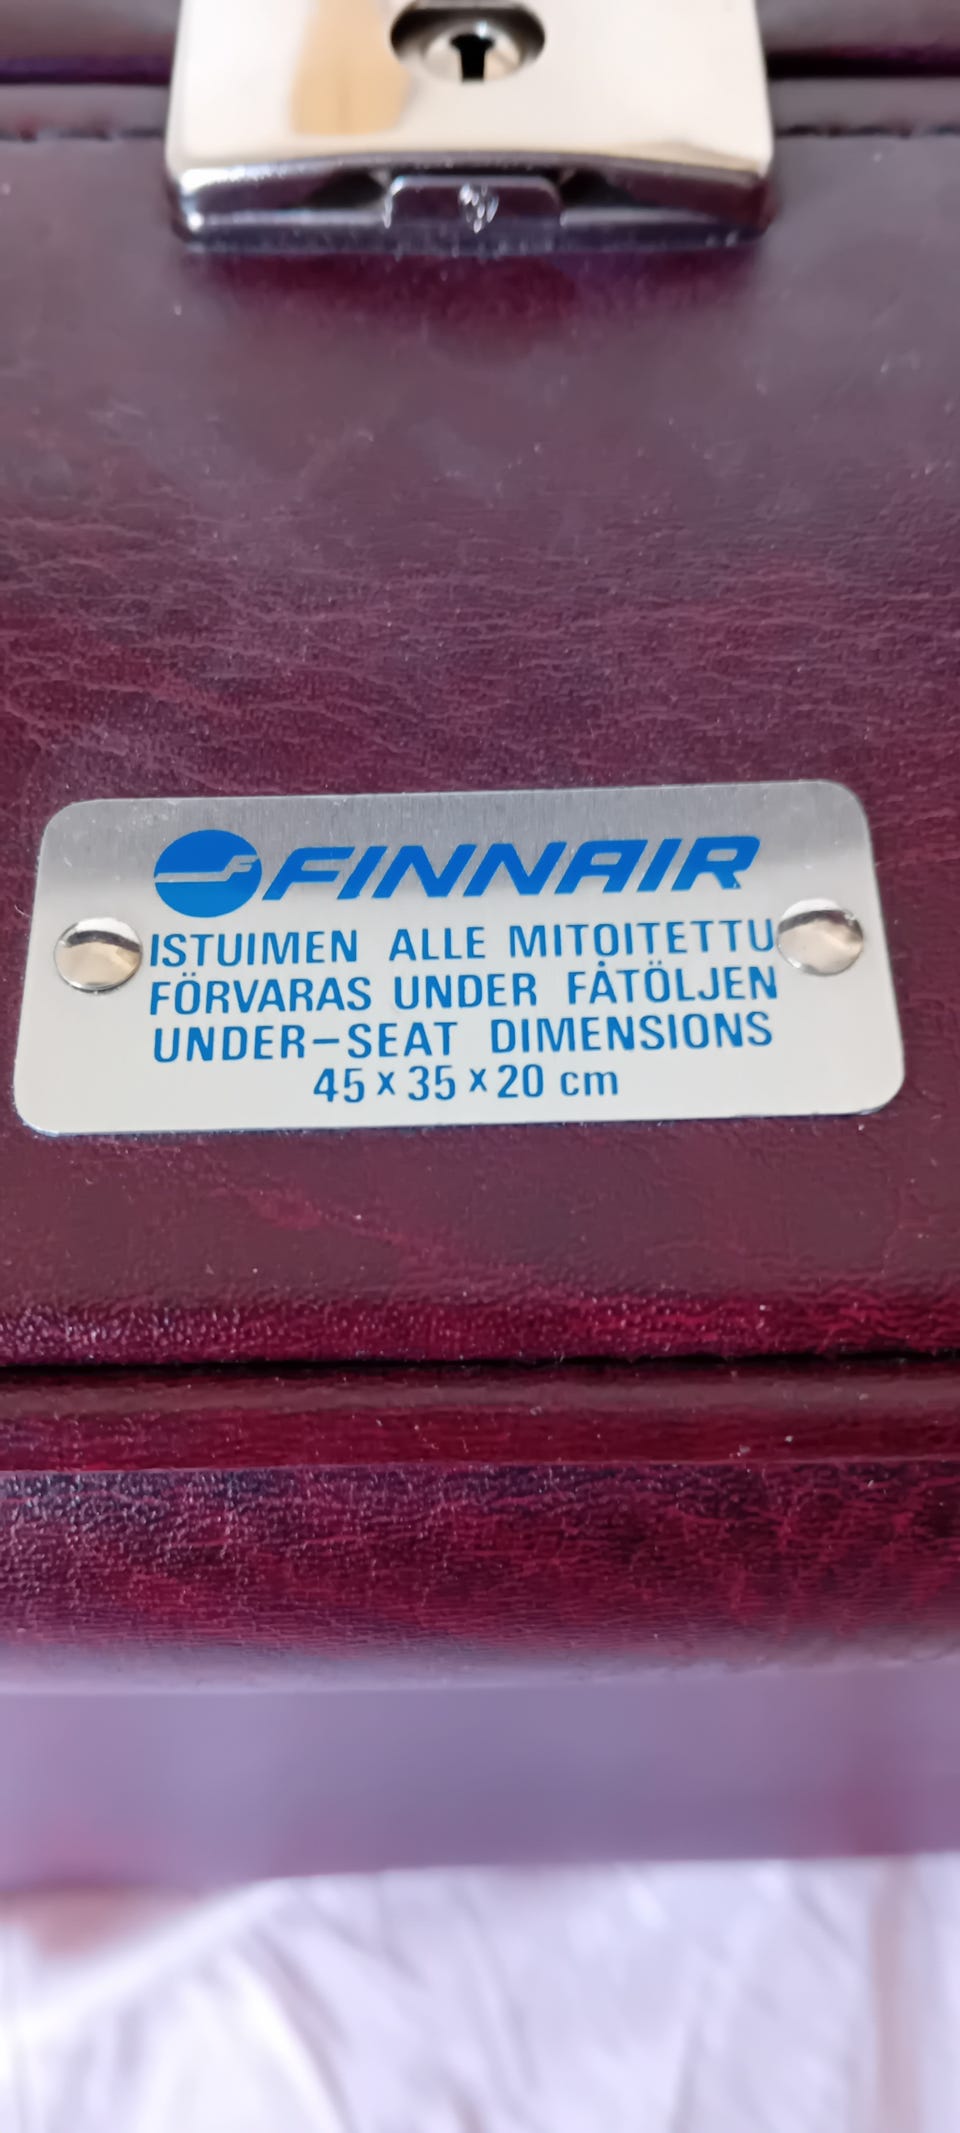 FINNAIR
ISTUIMEN ALLE MITOITETTU
FÖRVARAS UNDER FÅTÖLJEN
UNDER-SEAT DIMENSIONS
45 x 35 x 20 cm